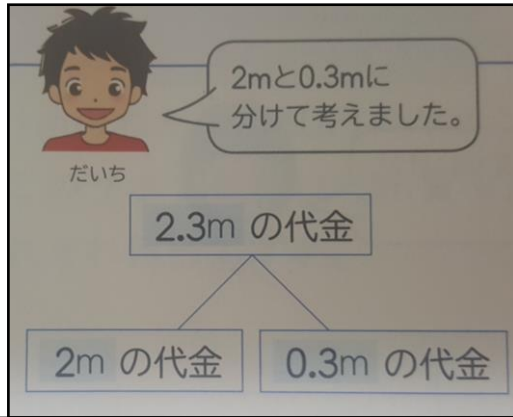 2mと0.3mに
分けて考えました。
だいち
2.3m の代金
2m の代金
0.3m の代金